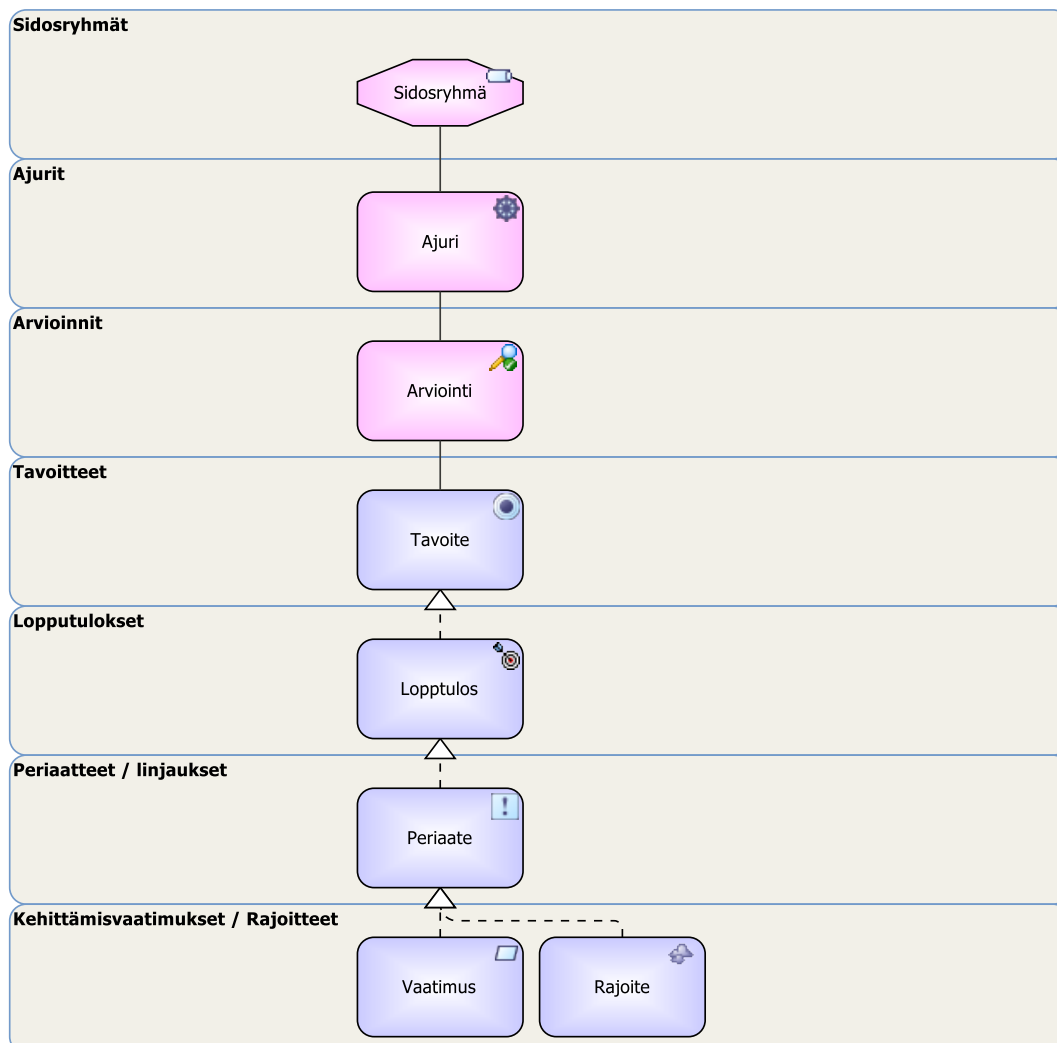 Sidosryhmät
Sidosryhmä
Ajurit
Ajuri
Arvioinnit
Arviointi
Tavoitteet
Tavoite
Lopputulokset
Lopptulos
Periaatteet / linjaukset
Periaate
Kehittämisvaatimukset / Rajoitteet
Vaatimus
Rajoite